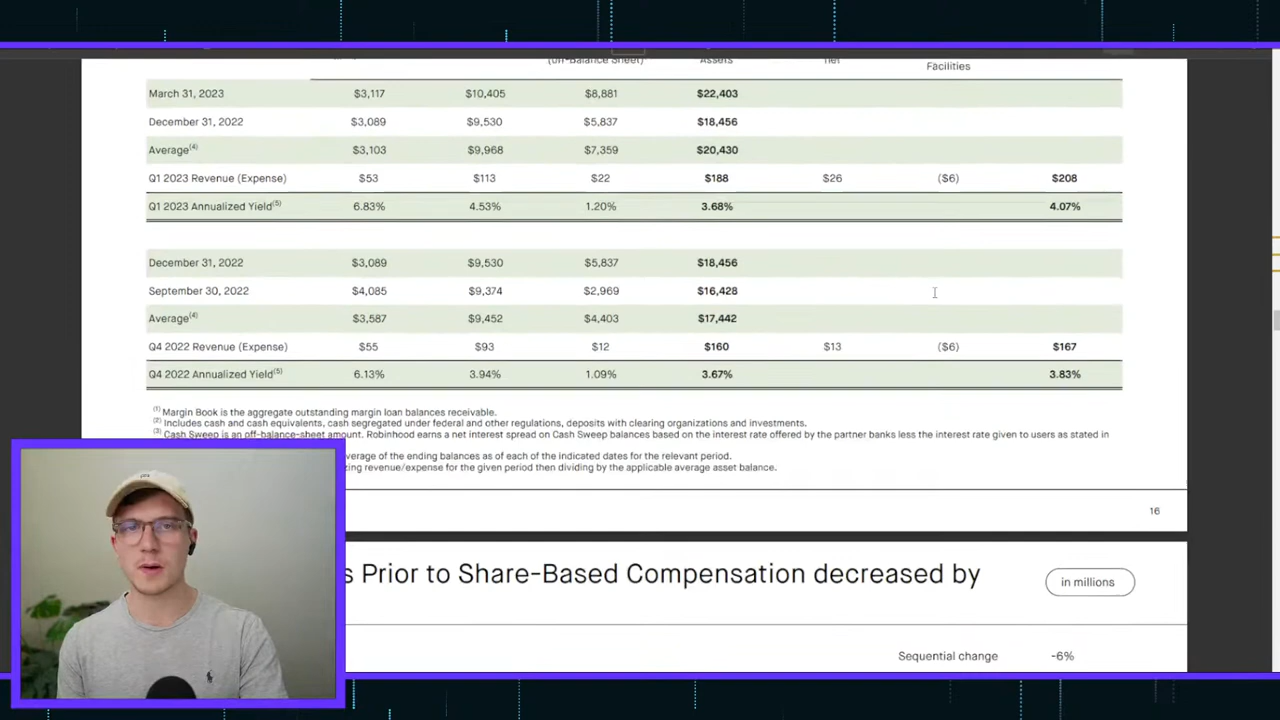 (Off-Balance Sheet) Assets Tier
Facilities
March 31, 2023 $3,117 $10,405 $8,881 $22,403
December 31, 2022 $3,089 $9,530 $5,837 $18,456
Average(4) $3,103 $9,968 $7,359 $20,430
Q1 2023 Revenue (Expense) $53 $113 $22 $188 $26 ($6) $208
Q1 2023 Annualized Yield(5) 6.83% 4.53% 1.20% 3.68% 4.07%
December 31, 2022 $3,089 $9,530 $5,837 $18,456
September 30, 2022 $4,085 $9,374 $2,969 $16,428
Average(4) $3,587 $9,452 $4,403 $17,442
Q4 2022 Revenue (Expense) $55 $93 $12 $160 $13 ($6) $167
Q4 2022 Annualized Yield(5) 6.13% 3.94% 1.09% 3.67% 3.83%
(1) Margin Book is the aggregate outstanding margin loan balances receivable.
(2) Includes cash and cash equivalents, cash segregated under federal and other regulations, deposits with clearing organizations and investments.
(3) Cash Sweep is an off-balance-sheet amount. Robinhood earns a net interest spread on Cash Sweep balances based on the interest rate offered by the partner banks less the interest rate given to users as stated in
verage of the ending balances as of each of the indicated dates for the relevant period.
zing revenue/expense for the given period then dividing by the applicable average asset balance.
16
s Prior to Share-Based Compensation decreased by
in millions
Sequential change -6%